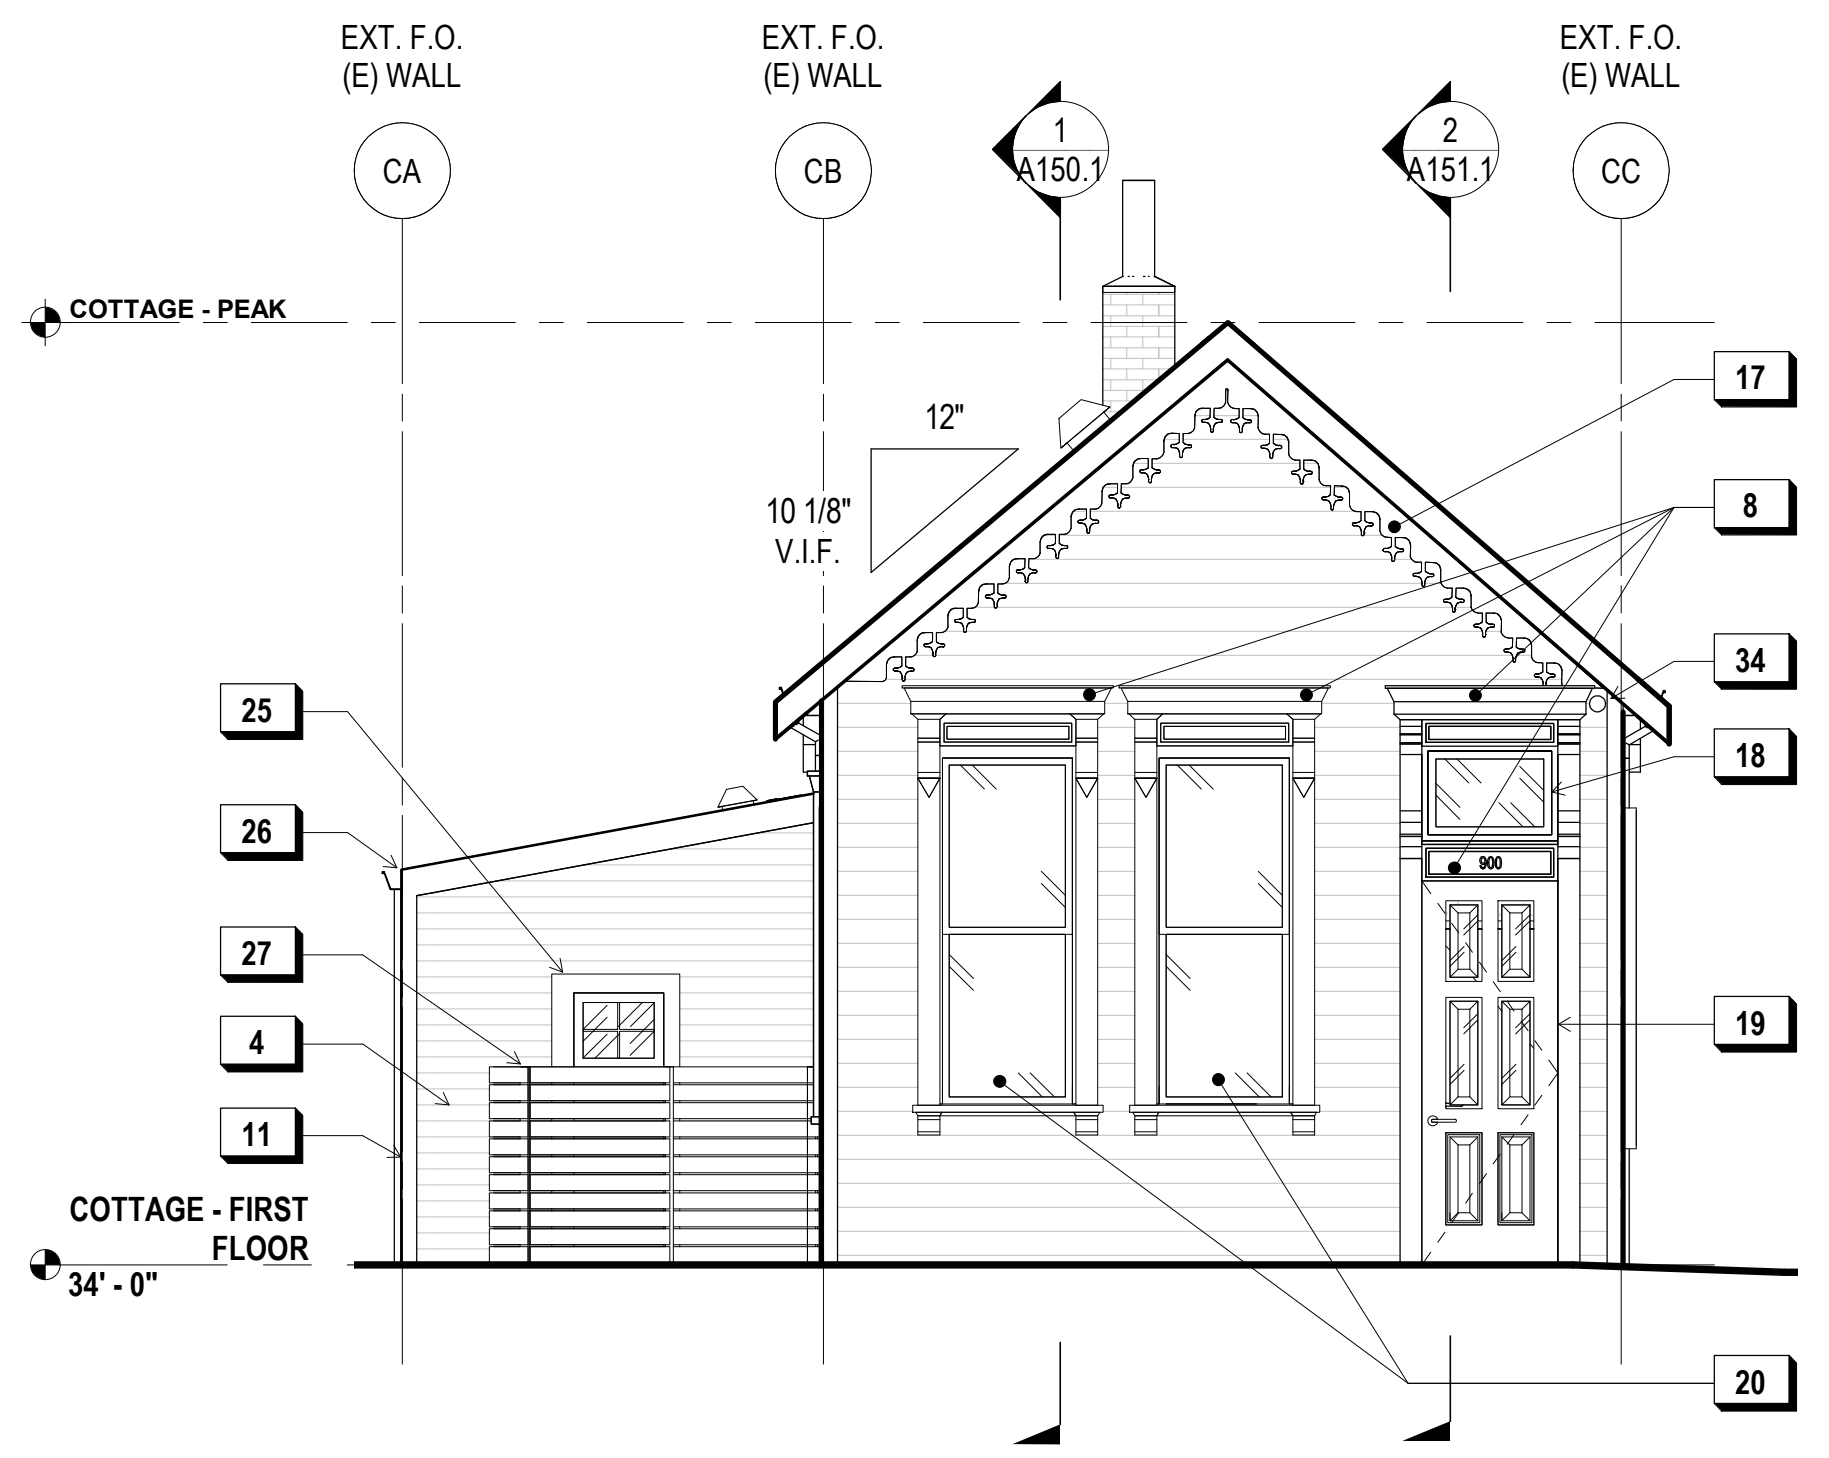 EXT. F.O.
(E) WALL
EXT. F.O.
(E) WALL
EXT. F.O.
(E) WALL
CA
CB
1
A150.1
2
A151.1
CC
COTTAGE - PEAK
12"
10 1/8"
V.I.F.
17
8
34
18
19
20
25
26
27
4
11
900
COTTAGE - FIRST
FLOOR
34' - 0"